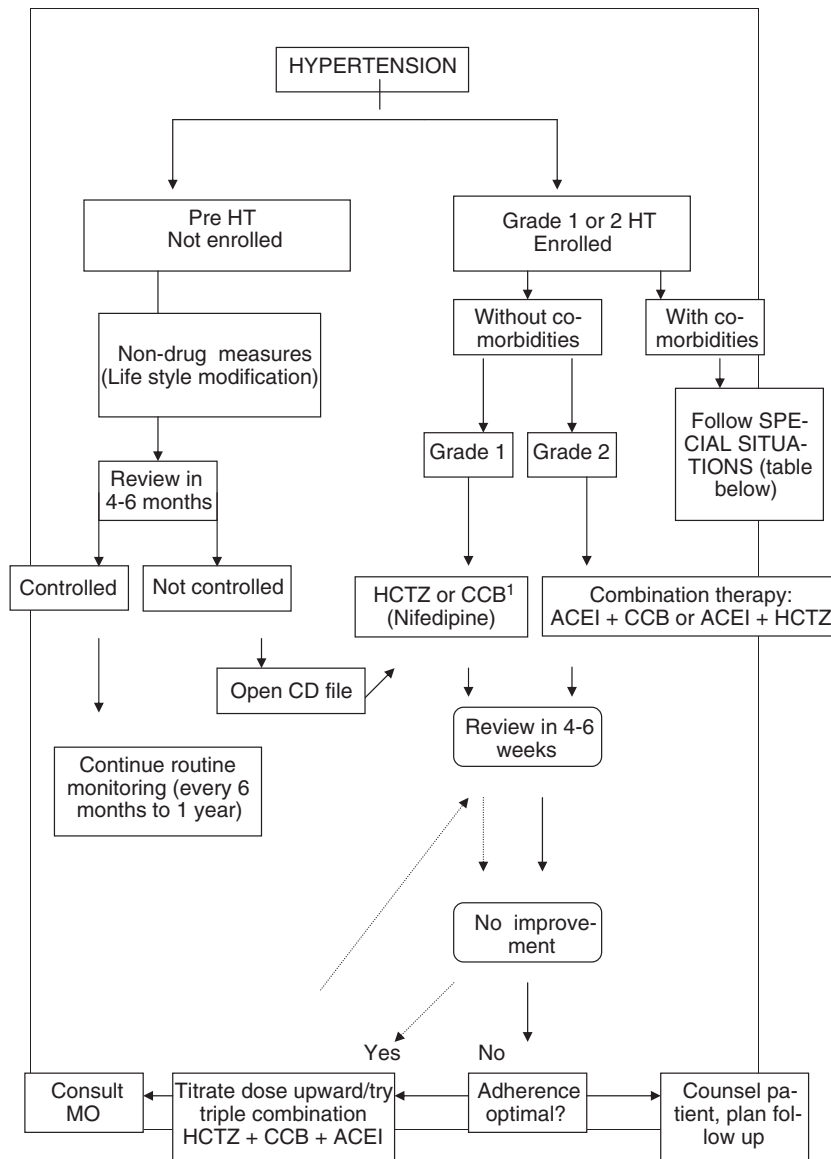 HYPERTENSION
Pre HT
Not enrolled
Grade 1 or 2 HT
Enrolled
Without co-
morbidities
With co-
morbidities
Non-drug measures
(Life style modification)
Follow SPE-
CIAL SITUA-
TIONS (table
below)
Grade 1
Grade 2
Review in
4-6 months
Controlled
Not controlled
HCTZ or CCB¹
(Nifedipine)
Combination therapy:
ACEI + CCB or ACEI + HCTZ
Open CD file
Review in 4-6
weeks
Continue routine
monitoring (every 6
months to 1 year)
No improve-
ment
Yes
No
Consult
MO
Titrate dose upward/try
triple combination
HCTZ + CCB + ACEI
Adherence
optimal?
Counsel pa-
tient, plan fol-
low up